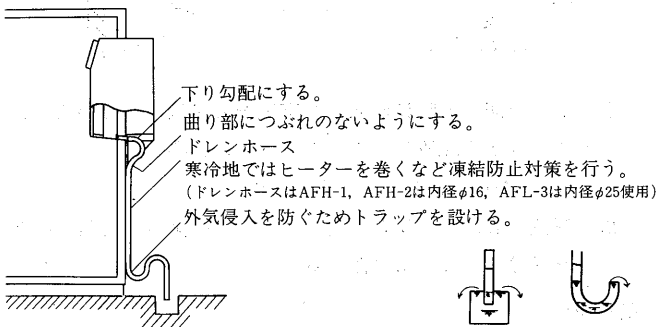 下り勾配にする。
曲り部につぶれのないようにする。
ドレンホース
寒冷地ではヒーターを巻くなど凍結防止対策を行う。
(ドレンホースはAFH-1, AFH-2は内径φ16, AFL-3は内径φ25使用)
外気侵入を防ぐためトラップを設ける。